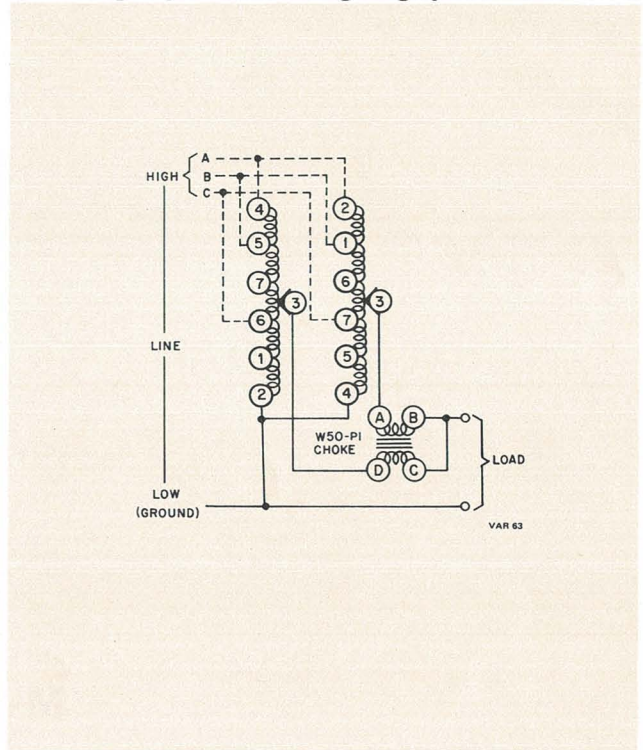 HIGH { A
B
C
4 2
5 1
7 6
3 3
6 7
1 5
2 4
LINE
W50-P1
CHOKE
A B
D C
LOAD
LOW
(GROUND)
VAR 63